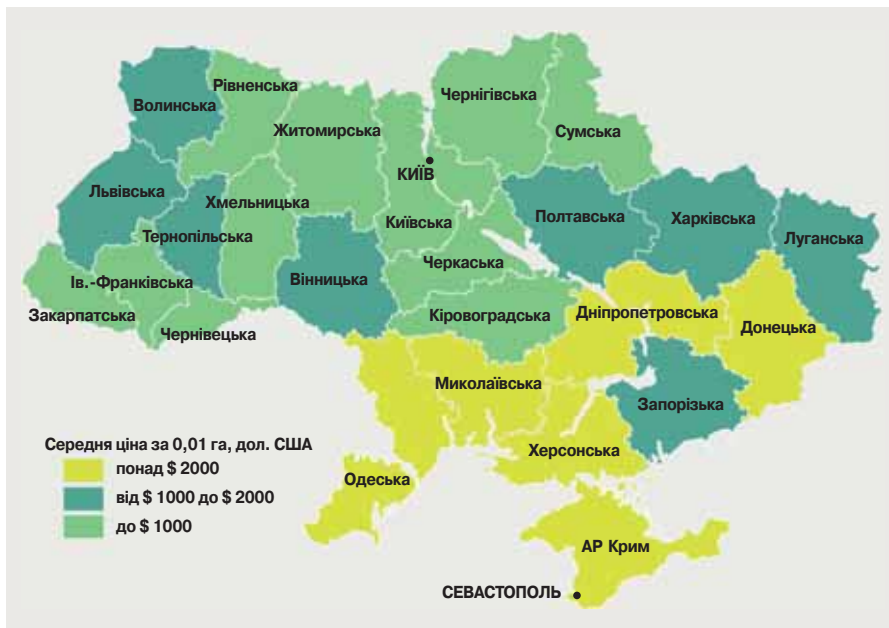 Рівненська
Волинська
Чернігівська
Житомирська
Сумська
КИЇВ
Львівська
Хмельницька
Полтавська
Харківська
Київська
Тернопільська
Луганська
Черкаська
Вінницька
Ів.-Франківська
Закарпатська
Кіровоградська
Дніпропетровська
Чернівецька
Донецька
Миколаївська
Запорізька
Середня ціна за 0,01 га, дол. США
понад $ 2000
від $ 1000 до $ 2000
до $ 1000
Херсонська
Одеська
АР Крим
СЕВАСТОПОЛЬ